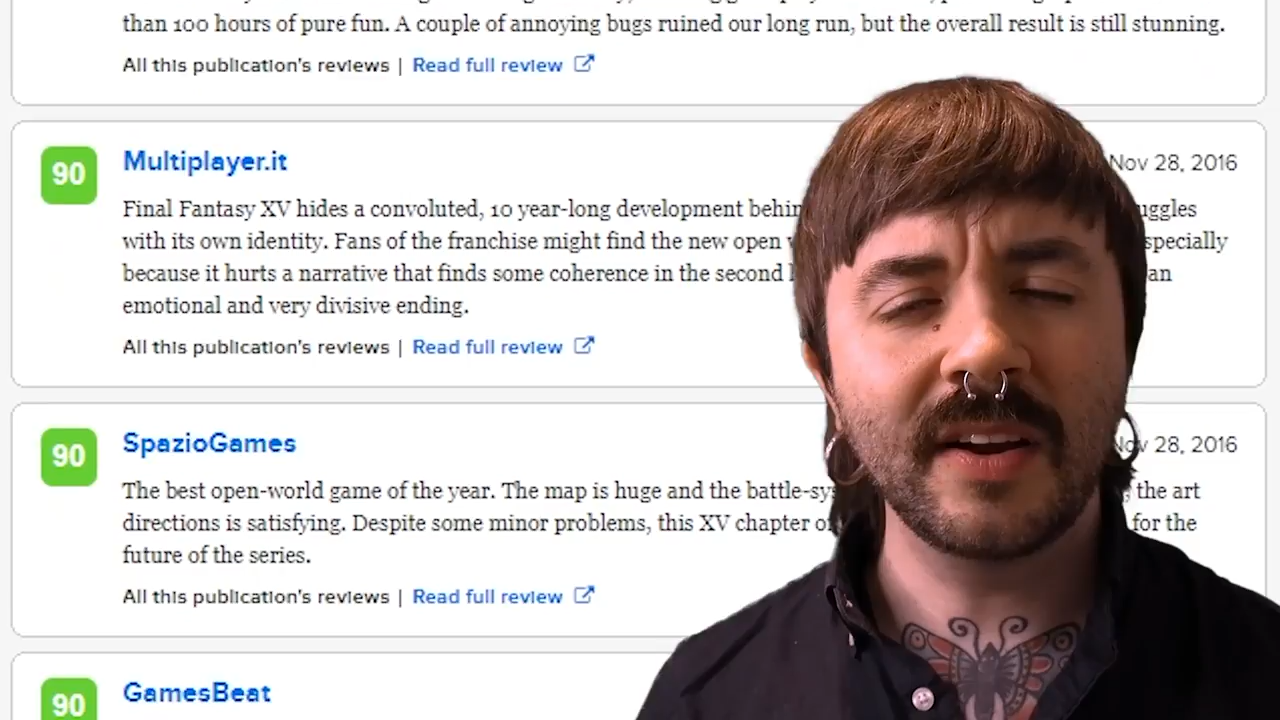 than 100 hours of pure fun. A couple of annoying bugs ruined our long run, but the overall result is still stunning.
All this publication's reviews | Read full review
90 Multiplayer.it Nov 28, 2016
Final Fantasy XV hides a convoluted, 10 year-long development
with its own identity. Fans of the franchise might find the new open
because it hurts a narrative that finds some coherence in the second an
emotional and very divisive ending.
All this publication's reviews | Read full review
90 SpazioGames Nov 28, 2016
The best open-world game of the year. The map is huge and the the art
directions is satisfying. Despite some minor problems, this XV chapter for the
future of the series.
All this publication's reviews | Read full review
90 GamesBeat